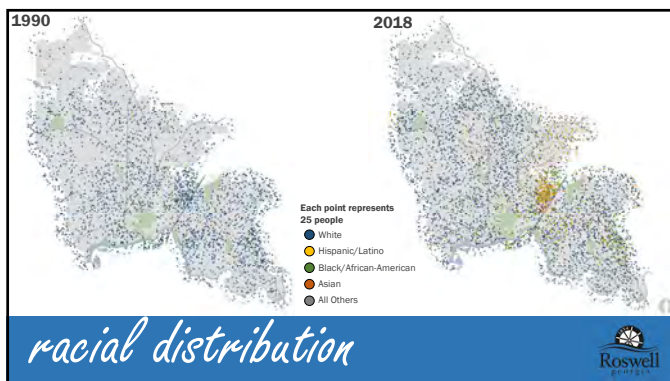 1990
2018
Each point represents
25 people
White
Hispanic/Latino
Black/African-American
Asian
All Others
racial distribution
Roswell
georgia